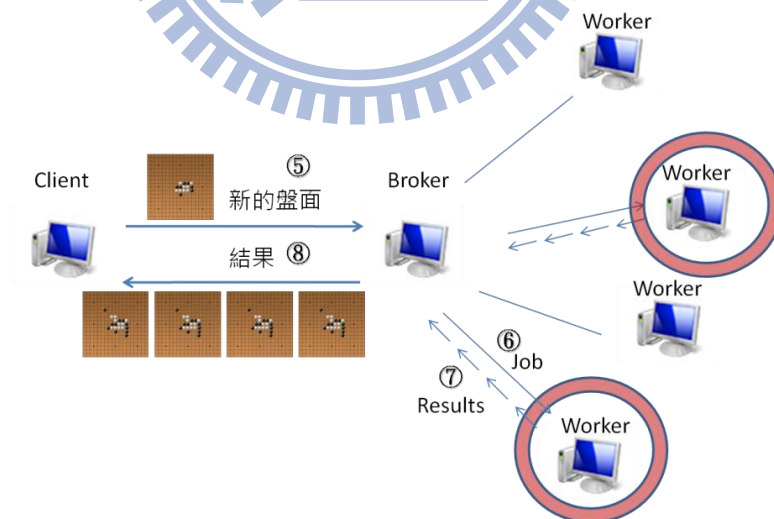 Worker
Client
⑤
新的盤面
Broker
Worker
結果 ⑧
Worker
⑥
Job
⑦
Results
Worker